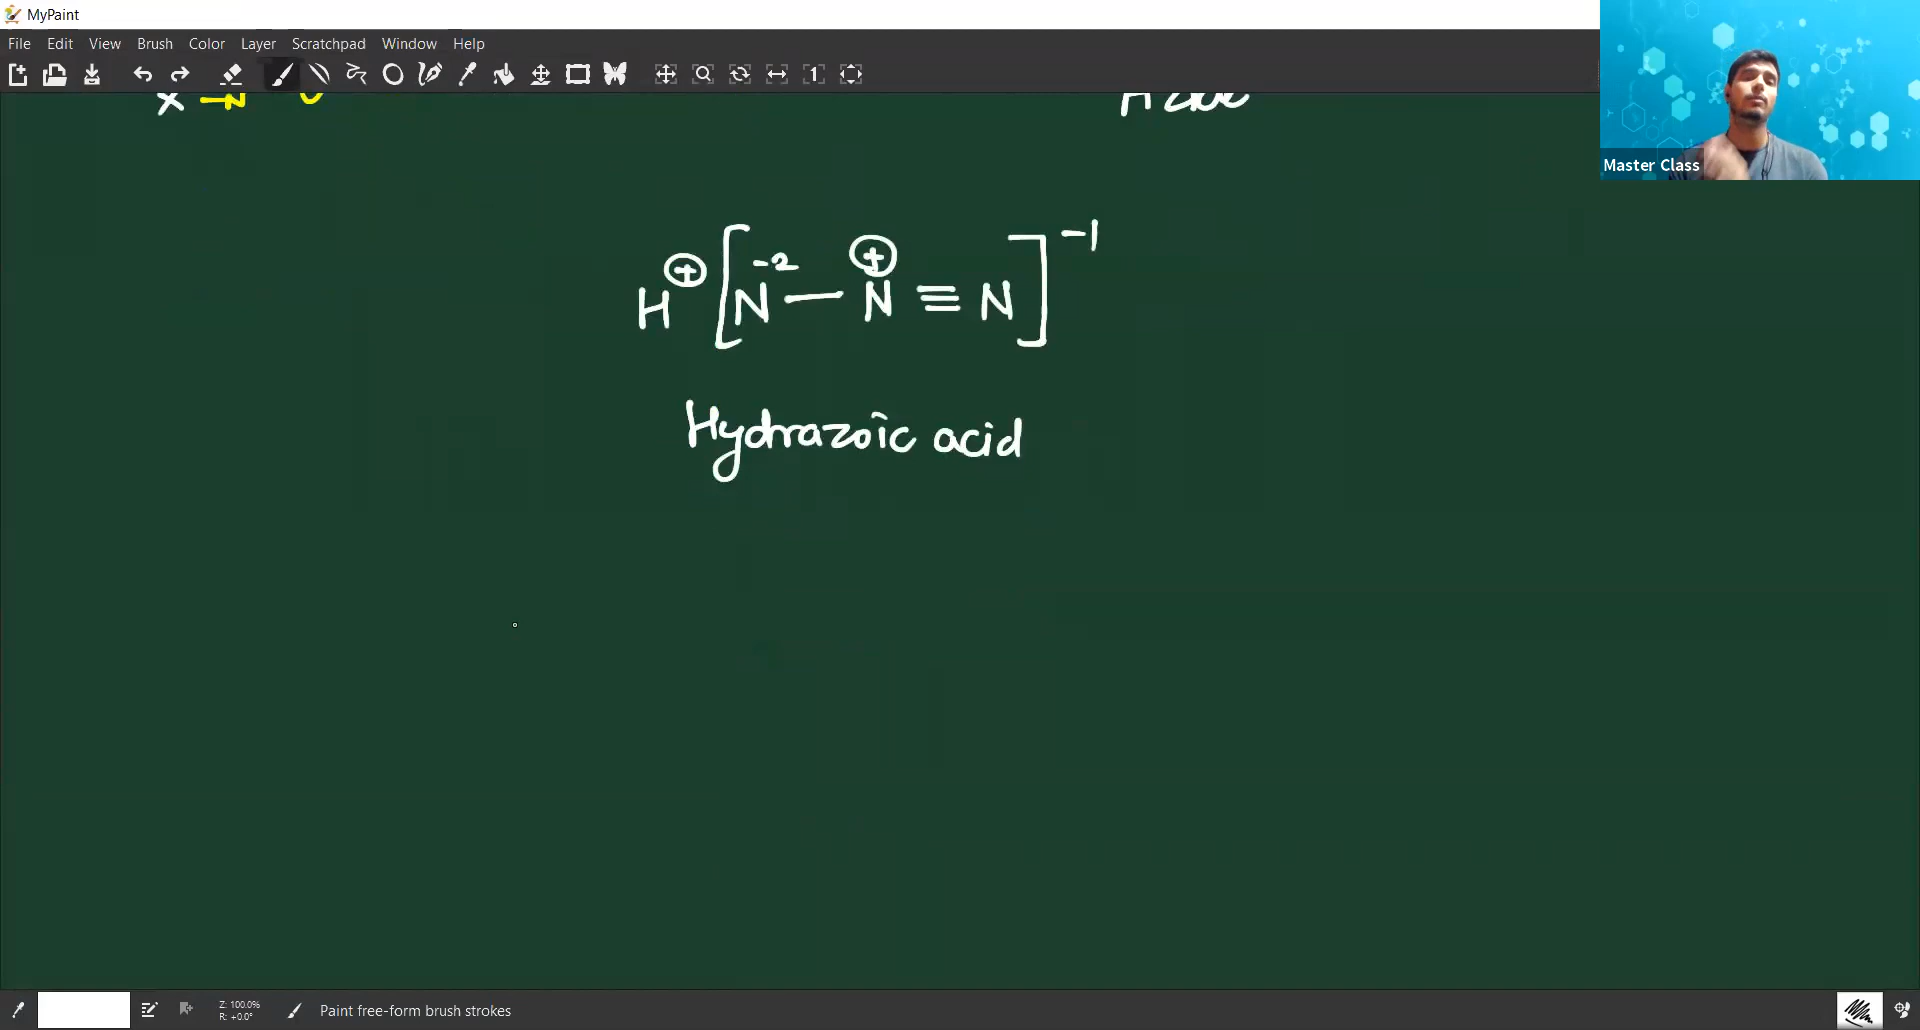 MyPaint
File Edit View Brush Color Layer Scratchpad Window Help
Master Class
H⊕ [N⁻² — N⊕ ≡ N]⁻¹
Hydrazoic acid
Z: 100.0%
R: +0.0°
Paint free-form brush strokes